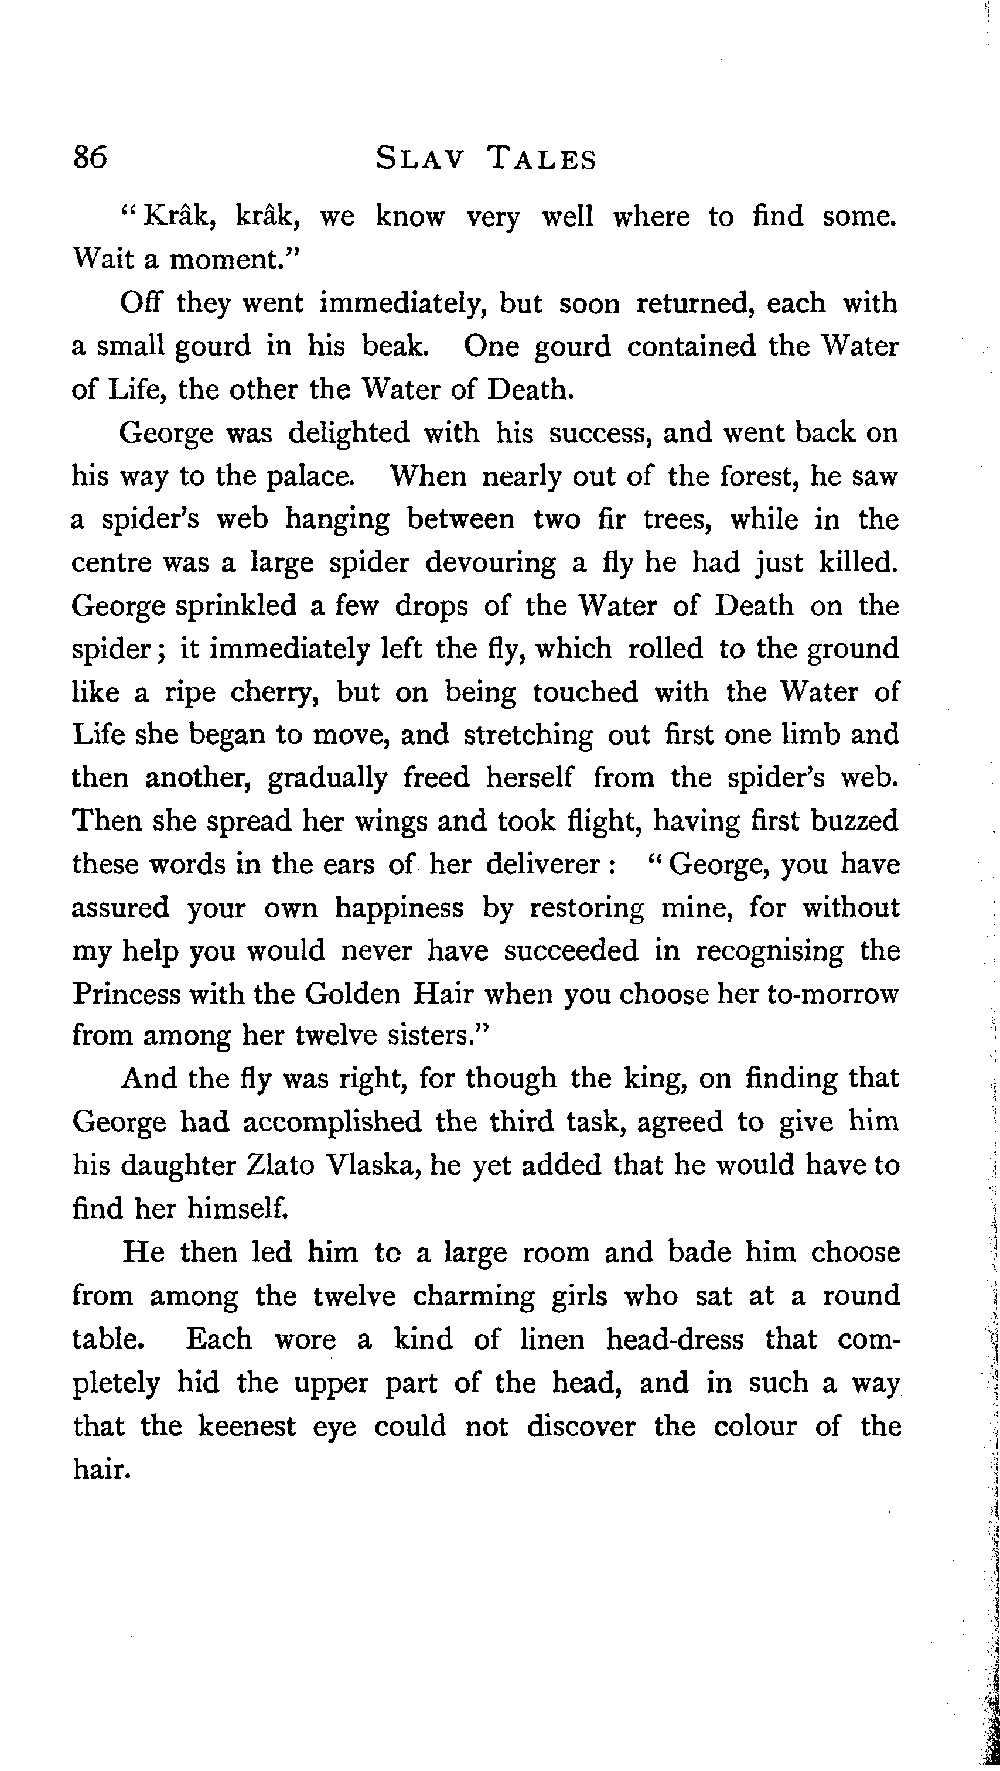 86 SLAV TALES
“Krâk, krâk, we know very well where to find some.
Wait a moment.”
Off they went immediately, but soon returned, each with
a small gourd in his beak. One gourd contained the Water
of Life, the other the Water of Death.
George was delighted with his success, and went back on
his way to the palace. When nearly out of the forest, he saw
a spider’s web hanging between two fir trees, while in the
centre was a large spider devouring a fly he had just killed.
George sprinkled a few drops of the Water of Death on the
spider; it immediately left the fly, which rolled to the ground
like a ripe cherry, but on being touched with the Water of
Life she began to move, and stretching out first one limb and
then another, gradually freed herself from the spider’s web.
Then she spread her wings and took flight, having first buzzed
these words in the ears of her deliverer: “George, you have
assured your own happiness by restoring mine, for without
my help you would never have succeeded in recognising the
Princess with the Golden Hair when you choose her to-morrow
from among her twelve sisters.”
And the fly was right, for though the king, on finding that
George had accomplished the third task, agreed to give him
his daughter Zlato Vlaska, he yet added that he would have to
find her himself.
He then led him to a large room and bade him choose
from among the twelve charming girls who sat at a round
table. Each wore a kind of linen head-dress that com-
pletely hid the upper part of the head, and in such a way
that the keenest eye could not discover the colour of the
hair.